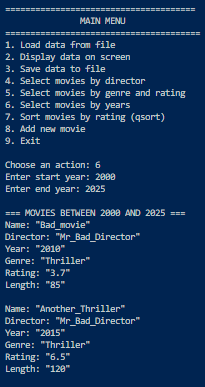 =====================================
MAIN MENU
=====================================
1. Load data from file
2. Display data on screen
3. Save data to file
4. Select movies by director
5. Select movies by genre and rating
6. Select movies by years
7. Sort movies by rating (qsort)
8. Add new movie
9. Exit
Choose an action: 6
Enter start year: 2000
Enter end year: 2025
=== MOVIES BETWEEN 2000 AND 2025 ===
Name: "Bad_movie"
Director: "Mr_Bad_Director"
Year: "2010"
Genre: "Thriller"
Rating: "3.7"
Length: "85"
Name: "Another_Thriller"
Director: "Mr_Bad_Director"
Year: "2015"
Genre: "Thriller"
Rating: "6.5"
Length: "120"